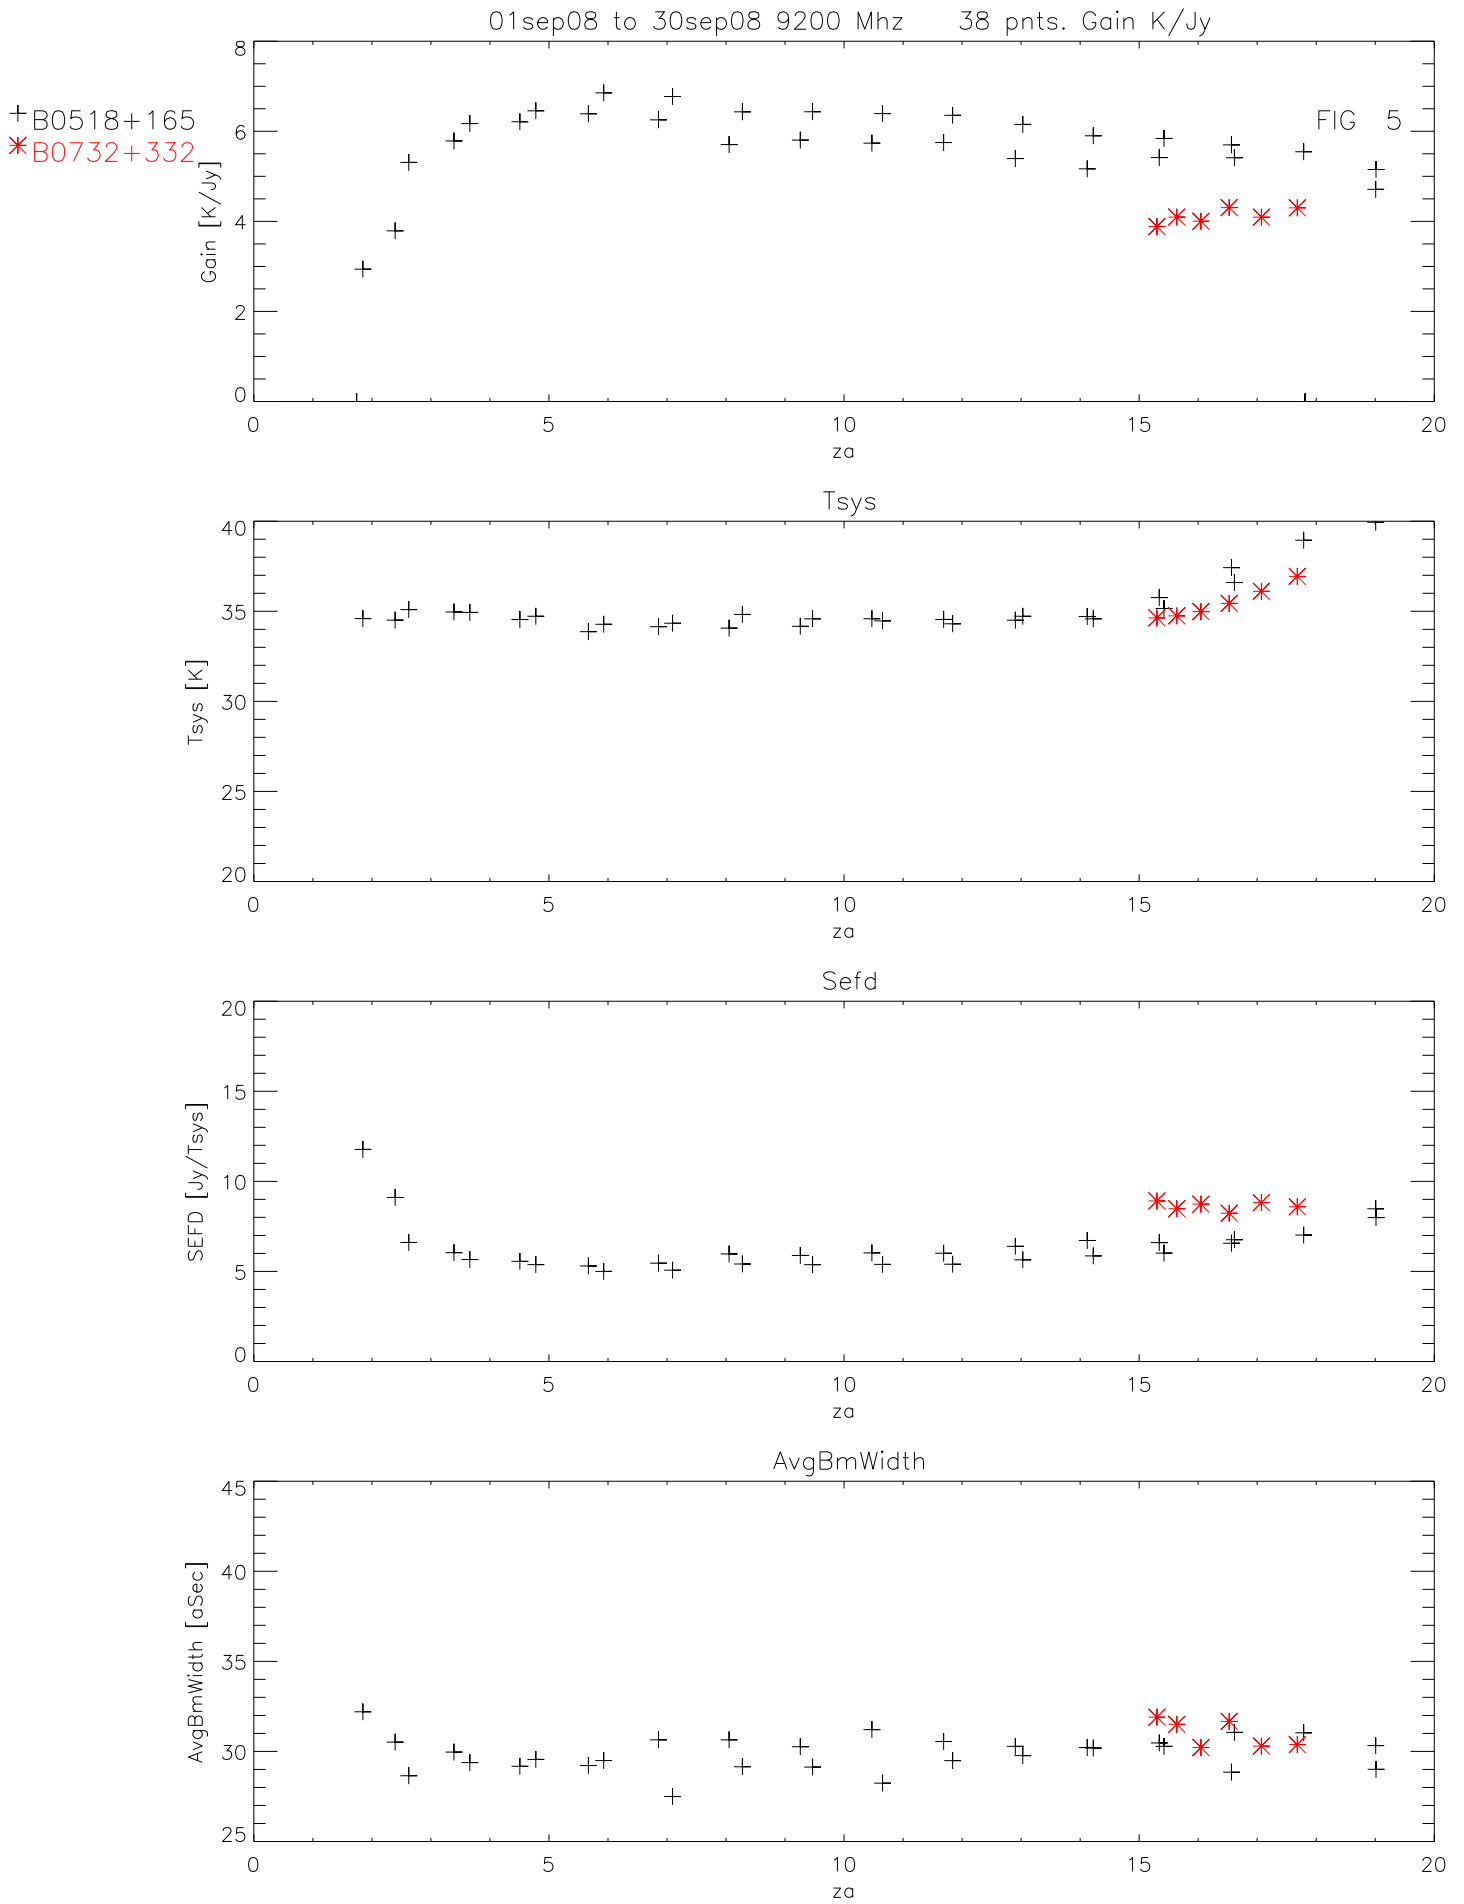 01sep08 to 30sep08 9200 Mhz 38 pnts. Gain K/Jy
B0518+165
B0732+332
FIG 5
Gain [K/Jy]
8
6
4
2
0
0 5 10 15 20
za
Tsys
Tsys [K]
40
35
30
25
20
0 5 10 15 20
za
Sefd
SEFD [Jy/Tsys]
20
15
10
5
0
0 5 10 15 20
za
AvgBmWidth
AvgBmWidth [aSec]
45
40
35
30
25
0 5 10 15 20
za